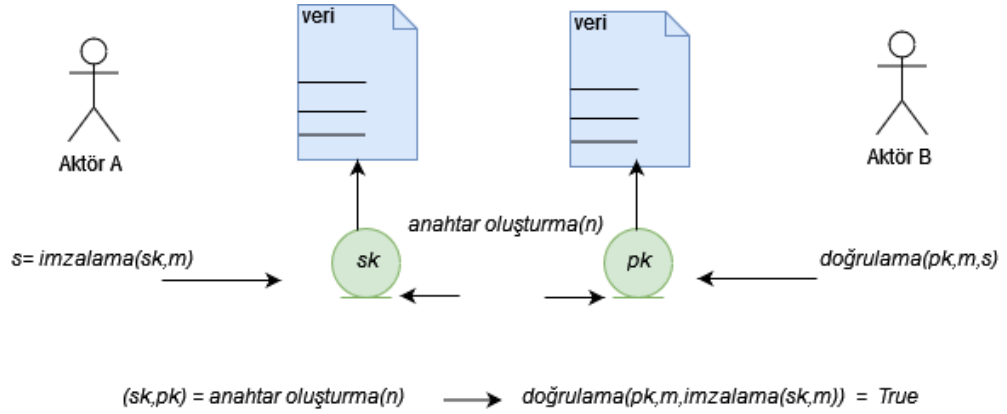 veri
veri
Aktör A
Aktör B
anahtar oluşturma(n)
s= imzalama(sk,m)
sk
pk
doğrulama(pk,m,s)
(sk,pk) = anahtar oluşturma(n)
doğrulama(pk,m,imzalama(sk,m)) = True